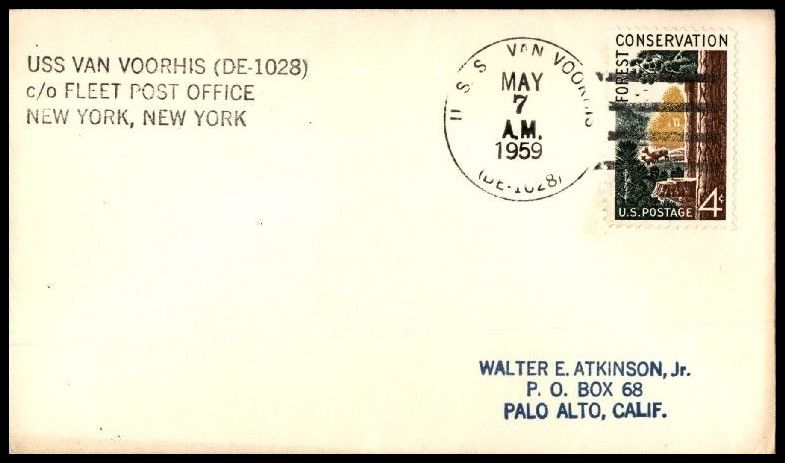 USS VAN VOORHIS (DE-1028)
c/o FLEET POST OFFICE
NEW YORK, NEW YORK
U. S. S. VAN VOORHIS
MAY
7
A.M.
1959
(DE-1028)
FOREST
CONSERVATION
U.S. POSTAGE 4¢
WALTER E. ATKINSON, Jr.
P. O. BOX 68
PALO ALTO, CALIF.